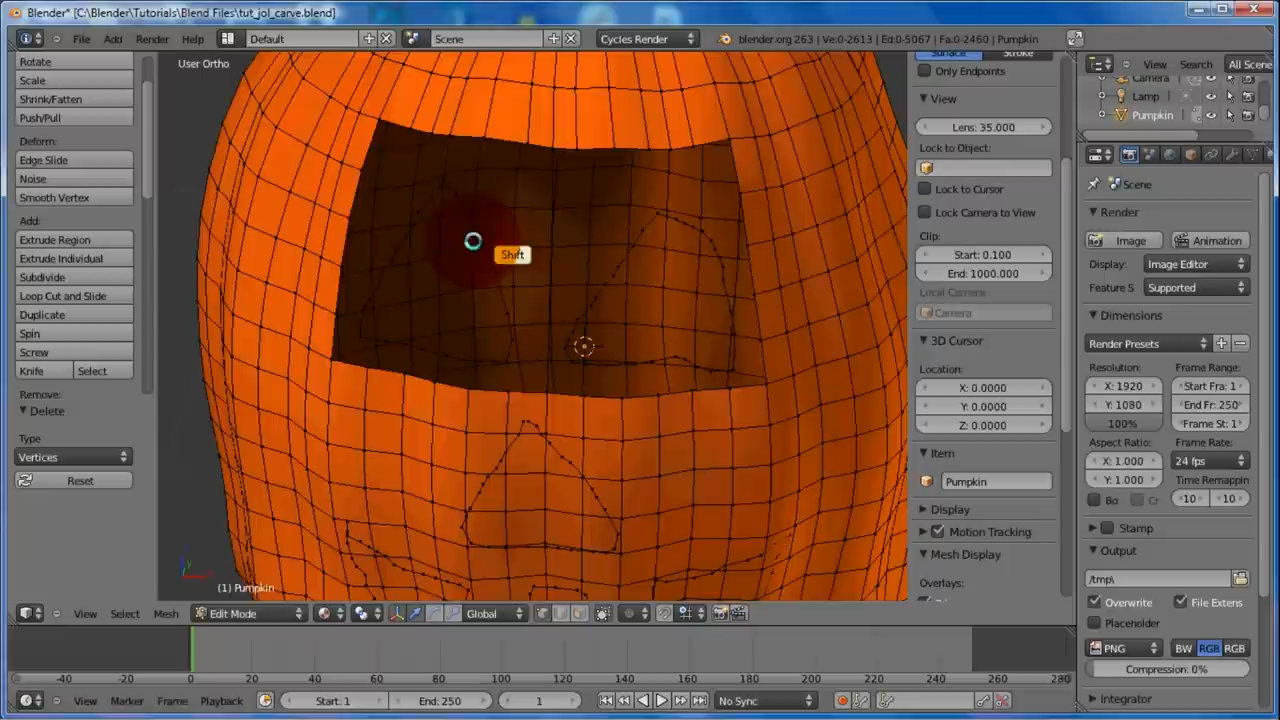 Blender* [C:\Blender\Tutorials\Blend Files\tut_jol_carve.blend]
File Add Render Help Default Scene Cycles Render blender.org 263 | Ve:0-2613 | Ed:0-5067 | Fa:0-2460 | Pumpkin
View Search All Scene
User Ortho
Rotate
Scale
Shrink/Fatten
Push/Pull
Deform:
Edge Slide
Noise
Smooth Vertex
Add:
Extrude Region
Extrude Individual
Subdivide
Loop Cut and Slide
Duplicate
Spin
Screw
Knife Select
Remove:
Delete
Type
Vertices
Reset
Shift
(1) Pumpkin
Surface Stroke
Only Endpoints
View
Lens: 35.000
Lock to Object:
Lock to Cursor
Lock Camera to View
Clip:
Start: 0.100
End: 1000.000
Local Camera:
Camera
3D Cursor
Location:
X: 0.0000
Y: 0.0000
Z: 0.0000
Item
Pumpkin
Display
Motion Tracking
Mesh Display
Overlays:
Camera
Lamp
Pumpkin
Scene
Render
Image Animation
Display: Image Editor
Feature S Supported
Dimensions
Render Presets
Resolution: Frame Range:
X: 1920 Start Fra: 1
Y: 1080 End Fr: 250
100% Frame St: 1
Aspect Ratio: Frame Rate:
X: 1.000 24 fps
Y: 1.000 Time Remappin
Bo Cr 10 10
Stamp
Output
/tmp\
Overwrite File Extens
Placeholder
PNG BW RGB RGB
Compression: 0%
Integrator
View Select Mesh Edit Mode Global
-40 -20 0 20 40 60 80 100 120 140 160 180 200 220 240 260 280
View Marker Frame Playback Start: 1 End: 250 1 No Sync